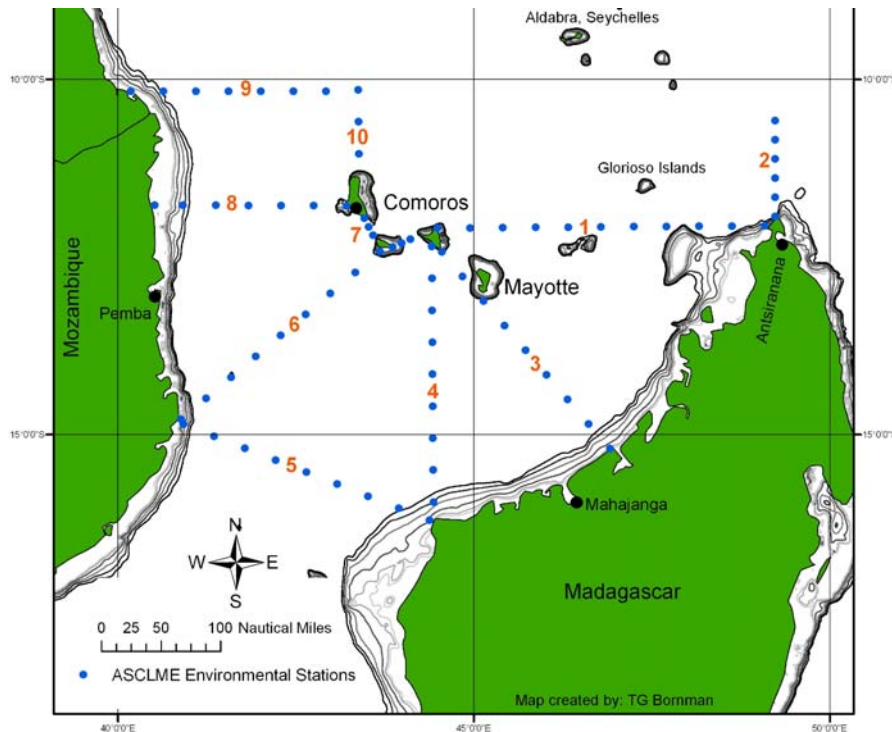 Aldabra, Seychelles
10°0'0"S
10°0'0"S
9
10
2
Glorioso Islands
8
Comoros
7
1
Mozambique
Mayotte
Antsiranana
Pemba
6
3
4
15°0'0"S
15°0'0"S
5
Mahajanga
N
W E
S
Madagascar
0 25 50 100 Nautical Miles
ASCLME Environmental Stations
Map created by: TG Bornman
40°0'0"E
45°0'0"E
50°0'0"E